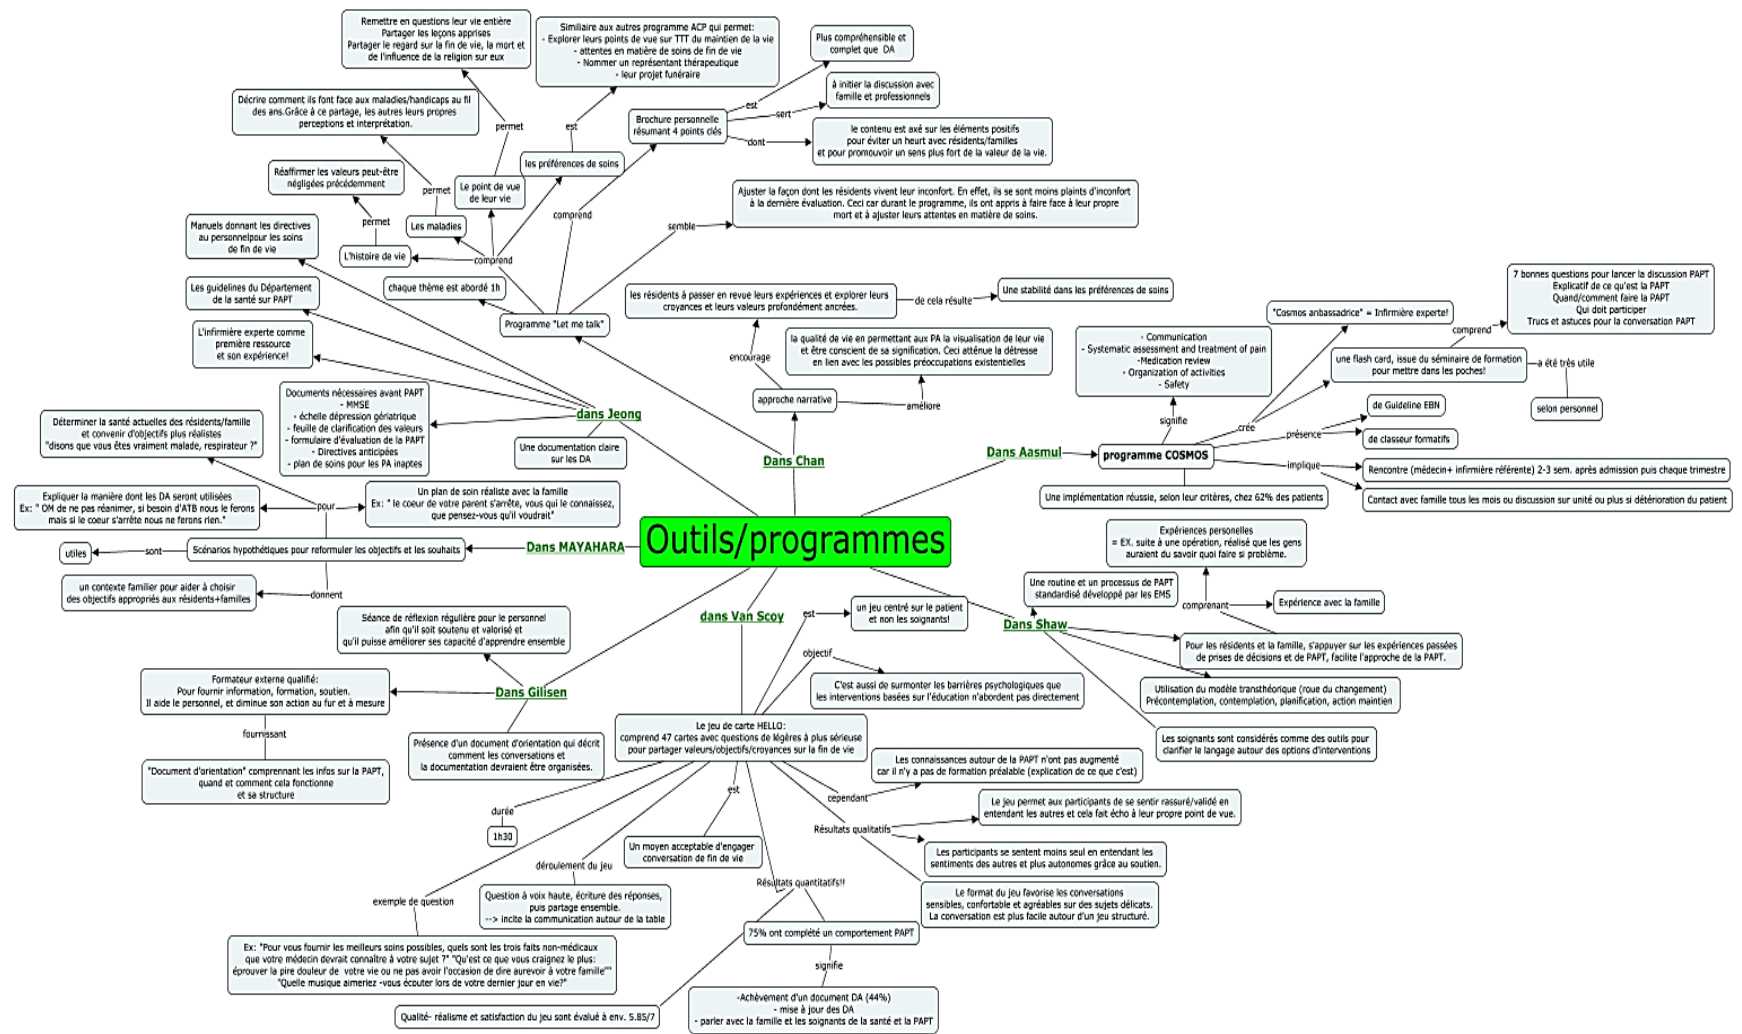 Remettre en questions leur vie entière
Partager les leçons apprises
Partager le regard sur la fin de vie, la mort et
de l'influence de la religion sur eux
Similiaire aux autres programme ACP qui permet:
- Explorer leurs points de vue sur TTT du maintien de la vie
- attentes en matière de soins de fin de vie
- Nommer un représentant thérapeutique
- leur projet funéraire
Plus compréhensible et
complet que DA
à initier la discussion avec
famille et professionnels
Décrire comment ils font face aux maladies/handicaps au fil
des ans.Grâce à ce partage, les autres leurs propres
perceptions et interprétation.
permet
est
Brochure personnelle
résumant 4 points clés
est
sert
dont
le contenu est axé sur les éléments positifs
pour éviter un heurt avec résidents/familles
et pour promouvoir un sens plus fort de la valeur de la vie.
Réaffirmer les valeurs peut-être
négligées précédemment
permet
Le point de vue
de leur vie
les préférences de soins
Ajuster la façon dont les résidents vivent leur inconfort. En effet, ils se sont moins plaints d'inconfort
à la dernière évaluation. Ceci car durant le programme, ils ont appris à faire face à leur propre
mort et à ajuster leurs attentes en matière de soins.
Manuels donnant les directives
au personnelpour les soins
de fin de vie
permet
Les maladies
comprend
semble
L'histoire de vie
comprend
Les guidelines du Département
de la santé sur PAPT
chaque thème est abordé 1h
Programme "Let me talk"
les résidents à passer en revue leurs expériences et explorer leurs
croyances et leurs valeurs profondément ancrées.
de cela résulte
Une stabilité dans les préférences de soins
7 bonnes questions pour lancer la discussion PAPT
Explicatif de ce qu'est la PAPT
Quand/comment faire la PAPT
Qui doit participer
Trucs et astuces pour la conversation PAPT
L'infirmière experte comme
première ressource
et son expérience!
encourage
la qualité de vie en permettant aux PA la visualisation de leur vie
et être conscient de sa signification. Ceci atténue la détresse
en lien avec les possibles préoccupations existentielles
- Communication
- Systematic assessment and treatment of pain
-Medication review
- Organization of activities
- Safety
"Cosmos anbassadrice" = Infirmière experte!
comprend
une flash card, issue du séminaire de formation
pour mettre dans les poches!
a été très utile
selon personnel
Documents nécessaires avant PAPT
- MMSE
- échelle dépression gériatrique
- feuille de clarification des valeurs
- formulaire d'évaluation de la PAPT
- Directives anticipées
- plan de soins pour les PA inaptes
dans Jeong
approche narrative
améliore
signifie
crée
présence
de Guideline EBN
de classeur formatifs
Déterminer la santé actuelles des résidents/famille
et convenir d'objectifs plus réalistes
"disons que vous êtes vraiment malade, respirateur ?"
Une documentation claire
sur les DA
Dans Chan
Dans Aasmul
programme COSMOS
implique
Rencontre (médecin+ infirmière référente) 2-3 sem. après admission puis chaque trimestre
Contact avec famille tous les mois ou discussion sur unité ou plus si détérioration du patient
Une implémentation réussie, selon leur critères, chez 62% des patients
Expliquer la manière dont les DA seront utilisées
Ex: " OM de ne pas réanimer, si besoin d'ATB nous le ferons
mais si le coeur s'arrête nous ne ferons rien."
pour
Un plan de soin réaliste avec la famille
Ex: " le coeur de votre parent s'arrête, vous qui le connaissez,
que pensez-vous qu'il voudrait"
utiles
sont
Scénarios hypothétiques pour reformuler les objectifs et les souhaits
Dans MAYAHARA
Outils/programmes
Expériences personelles
= EX. suite à une opération, réalisé que les gens
auraient du savoir quoi faire si problème.
un contexte familier pour aider à choisir
des objectifs appropriés aux résidents+familles
donnent
Une routine et un processus de PAPT
standardisé développé par les EMS
comprenant
Expérience avec la famille
Séance de réflexion régulière pour le personnel
afin qu'il soit soutenu et valorisé et
qu'il puisse améliorer ses capacité d'apprendre ensemble
dans Van Scoy
est
un jeu centré sur le patient
et non les soignants!
Dans Shaw
Pour les résidents et la famille, s'appuyer sur les expériences passées
de prises de décisions et de PAPT, facilite l'approche de la PAPT.
objectif
C'est aussi de surmonter les barrières psychologiques que
les interventions basées sur l'éducation n'abordent pas directement
Utilisation du modèle transthéorique (roue du changement)
Précontemplation, contemplation, planification, action maintien
Formateur externe qualifié:
Pour fournir information, formation, soutien.
Il aide le personnel, et diminue son action au fur et à mesure
Dans Gilisen
Le jeu de carte HELLO:
comprend 47 cartes avec questions de légères à plus sérieuse
pour partager valeurs/objectifs/croyances sur la fin de vie
Les soignants sont considérés comme des outils pour
clarifier le langage autour des options d'interventions
fournissant
Présence d'un document d'orientation qui décrit
comment les conversations et
la documentation devraient être organisées.
"Document d'orientation" comprennant les infos sur la PAPT,
quand et comment cela fonctionne
et sa structure
Les connaissances autour de la PAPT n'ont pas augmenté
car il n'y a pas de formation préalable (explication de ce que c'est)
est
cependant
durée
1h30
Le jeu permet aux participants de se sentir rassuré/validé en
entendant les autres et cela fait écho à leur propre point de vue.
Résultats qualitatifs
Un moyen acceptable d'engager
conversation de fin de vie
Les participants se sentent moins seul en entendant les
sentiments des autres et plus autonomes grâce au soutien.
déroulement du jeu
Résultats quantitatifs!!
exemple de question
Question à voix haute, écriture des réponses,
puis partage ensemble.
--> incite la communication autour de la table
Le format du jeu favorise les conversations
sensibles, confortable et agréables sur des sujets délicats.
La conversation est plus facile autour d'un jeu structuré.
75% ont complété un comportement PAPT
Ex: "Pour vous fournir les meilleurs soins possibles, quels sont les trois faits non-médicaux
que votre médecin devrait connaître à votre sujet ?" "Qu'est ce que vous craignez le plus:
éprouver la pire douleur de votre vie ou ne pas avoir l'occasion de dire aurevoir à votre famille""
"Quelle musique aimeriez -vous écouter lors de votre dernier jour en vie?"
signifie
-Achèvement d'un document DA (44%)
- mise à jour des DA
- parler avec la famille et les soignants de la santé et la PAPT
Qualité- réalisme et satisfaction du jeu sont évalué à env. 5.85/7